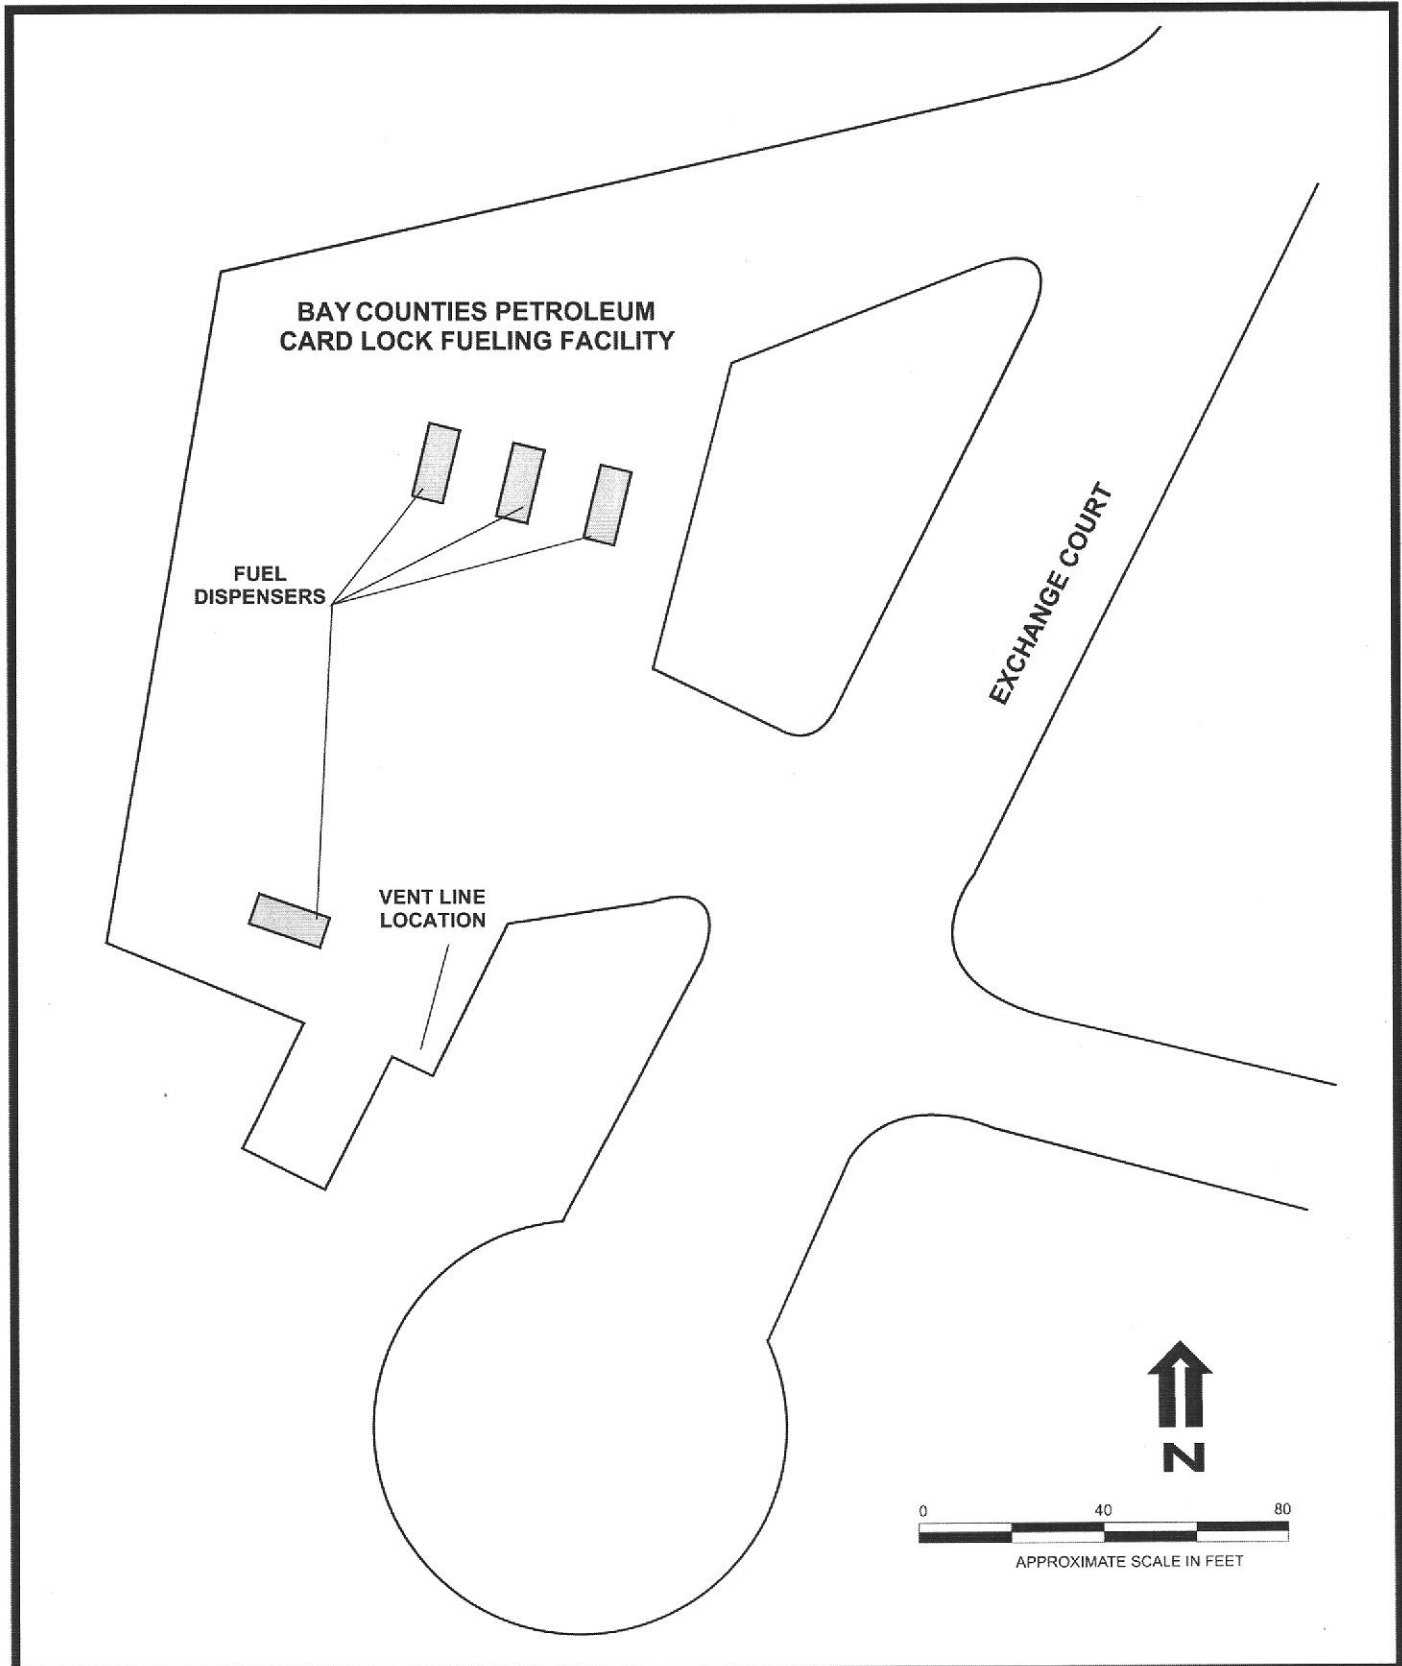 BAY COUNTIES PETROLEUM
CARD LOCK FUELING FACILITY
FUEL
DISPENSERS
EXCHANGE COURT
VENT LINE
LOCATION
N
0 40 80
APPROXIMATE SCALE IN FEET